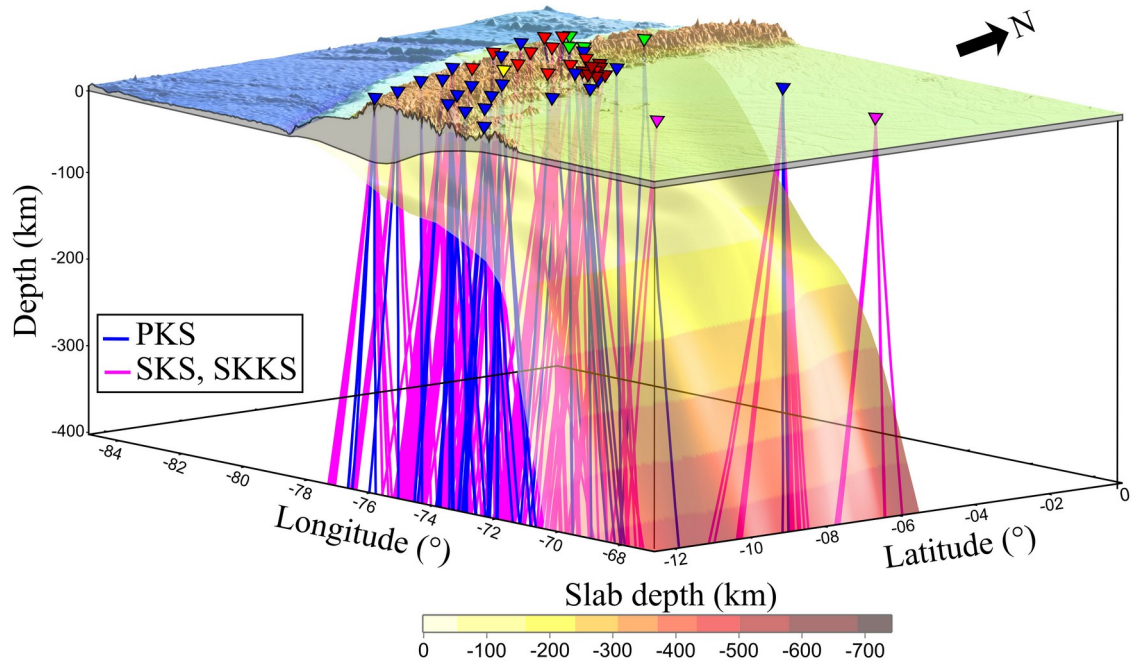 N
0
-100
-200
-300
-400
Depth (km)
PKS
SKS, SKKS
-84
-82
-80
-78
-76
-74
-72
-70
-68
Longitude (°)
-12
-10
-08
-06
-04
-02
0
Latitude (°)
Slab depth (km)
0 -100 -200 -300 -400 -500 -600 -700